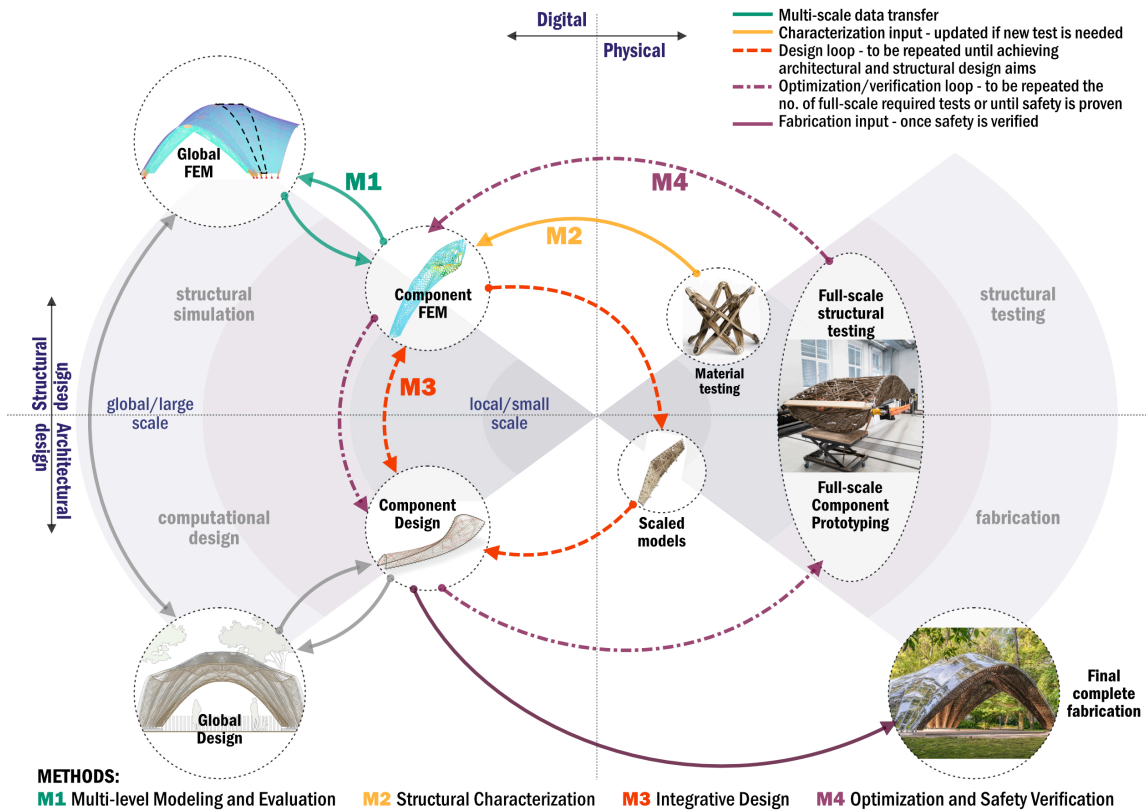 Digital
Physical
Multi-scale data transfer
Characterization input - updated if new test is needed
Design loop - to be repeated until achieving
architectural and structural design aims
Optimization/verification loop - to be repeated the
no. of full-scale required tests or until safety is proven
Fabrication input - once safety is verified
Global
FEM
M1
M4
M2
structural
simulation
Component
FEM
Full-scale
structural
testing
structural
testing
Material
testing
M3
Structural
design
Architectural
design
global/large
scale
local/small
scale
Component
Design
Scaled
models
Full-scale
Component
Prototyping
computational
design
fabrication
Global
Design
Final
complete
fabrication
METHODS:
M1 Multi-level Modeling and Evaluation
M2 Structural Characterization
M3 Integrative Design
M4 Optimization and Safety Verification